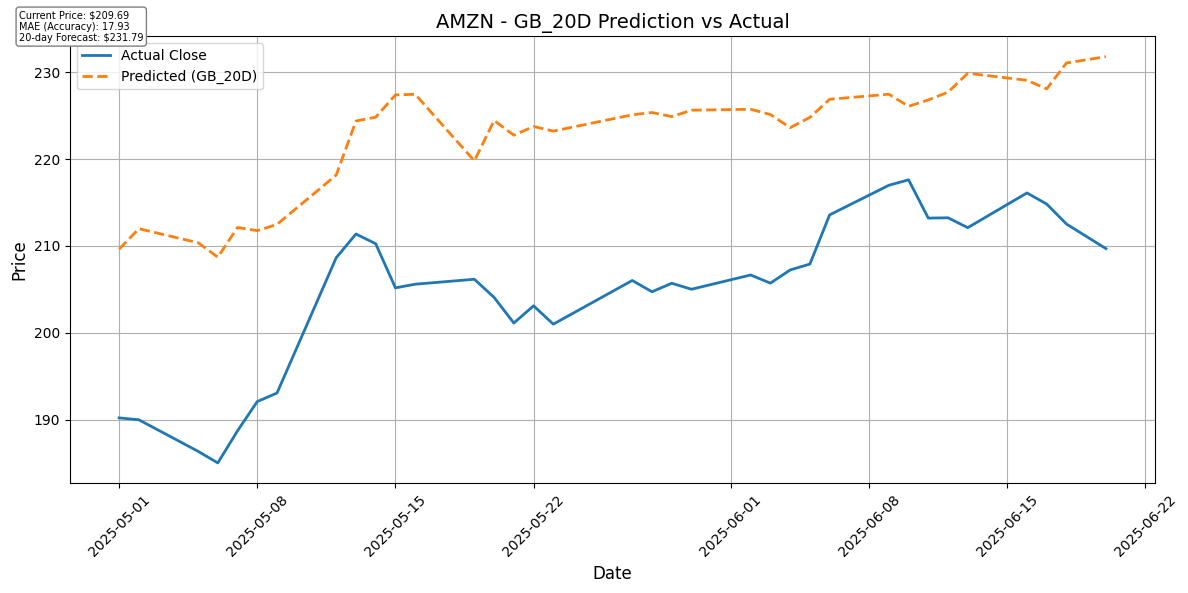 Current Price: $209.69
MAE (Accuracy): 17.93
20-day Forecast: $231.79
AMZN - GB_20D Prediction vs Actual
Actual Close
Predicted (GB_20D)
Price
230
220
210
200
190
2025-05-01
2025-05-08
2025-05-15
2025-05-22
2025-06-01
2025-06-08
2025-06-15
2025-06-22
Date